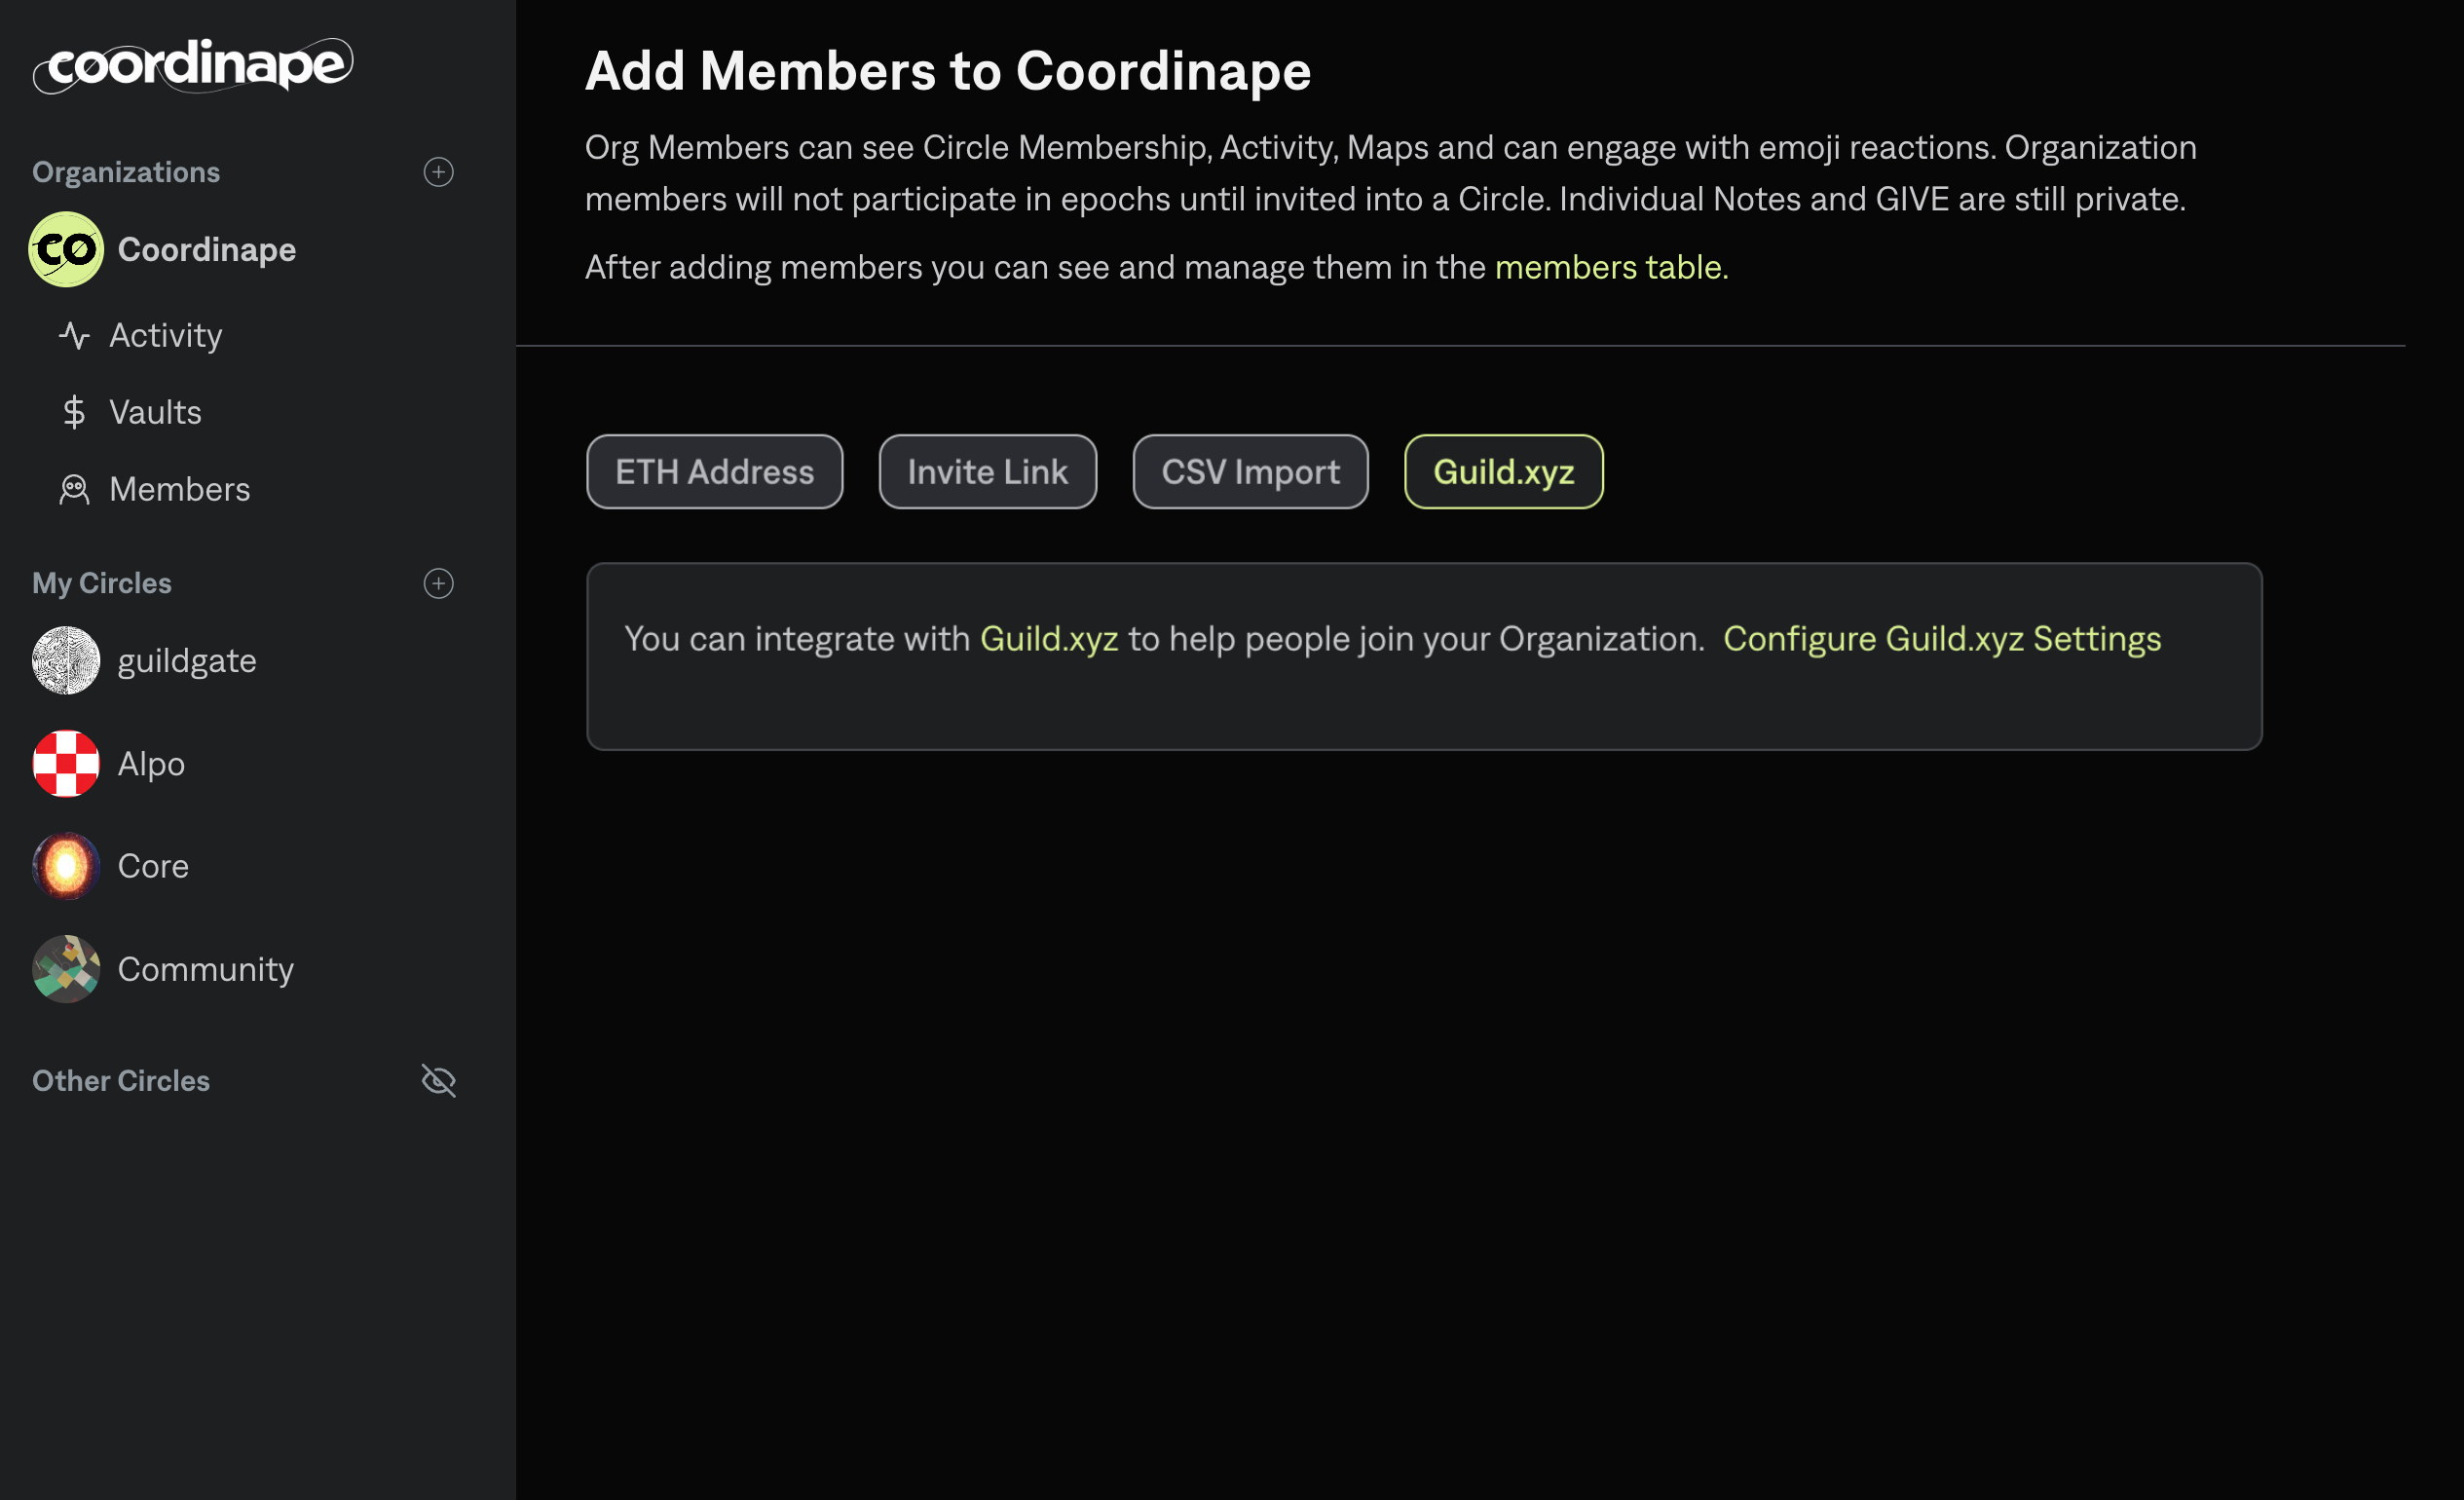 coordinape
Organizations
CO
Coordinape
Activity
Vaults
Members
My Circles
guildgate
Alpo
Core
Community
Other Circles
Add Members to Coordinape
Org Members can see Circle Membership, Activity, Maps and can engage with emoji reactions. Organization
members will not participate in epochs until invited into a Circle. Individual Notes and GIVE are still private.
After adding members you can see and manage them in the members table.
ETH Address
Invite Link
CSV Import
Guild.xyz
You can integrate with Guild.xyz to help people join your Organization. Configure Guild.xyz Settings